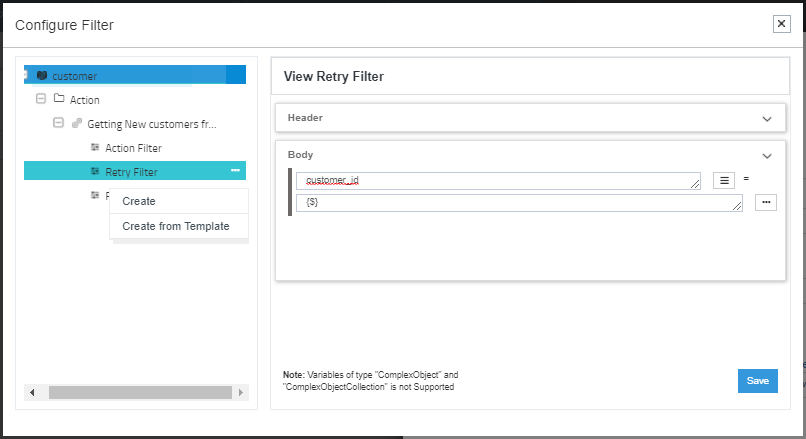 Configure Filter
customer
Action
Getting New customers fr...
Action Filter
Retry Filter
Create
Create from Template
View Retry Filter
Header
Body
customer_id
=
{$}
Note: Variables of type "ComplexObject" and
"ComplexObjectCollection" is not Supported
Save